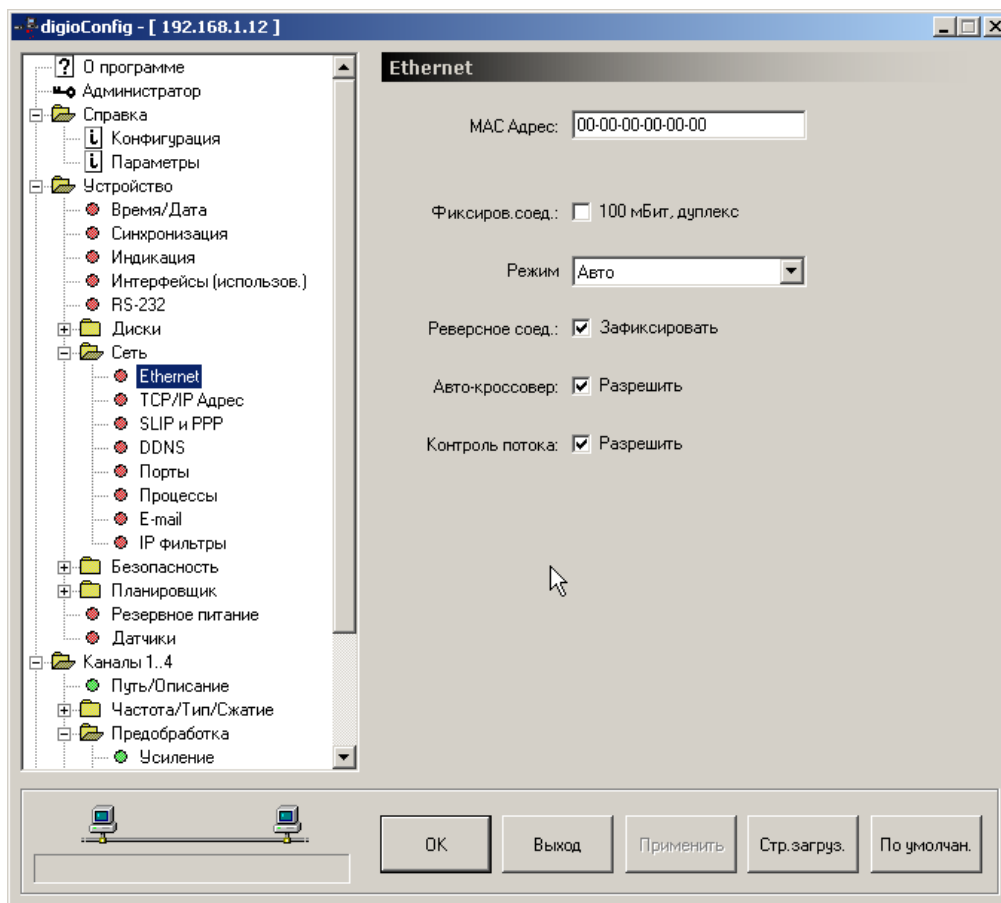 digioConfig - [ 192.168.1.12 ]
? О программе
Администратор
Справка
i Конфигурация
i Параметры
Устройство
Время/Дата
Синхронизация
Индикация
Интерфейсы (использов.)
RS-232
Диски
Сеть
Ethernet
TCP/IP Адрес
SLIP и PPP
DDNS
Порты
Процессы
E-mail
IP Фильтры
Безопасность
Планировщик
Резервное питание
Датчики
Каналы 1..4
Путь/Описание
Частота/Тип/Сжатие
Предобработка
Усиление
Ethernet
MAC Адрес: 00-00-00-00-00-00
Фиксиров.соед.: 100 мБит, дуплекс
Режим Авто
Реверсное соед.: Зафиксировать
Авто-кроссовер: Разрешить
Контроль потока: Разрешить
OK
Выход
Применить
Стр.загруз.
По умолчан.